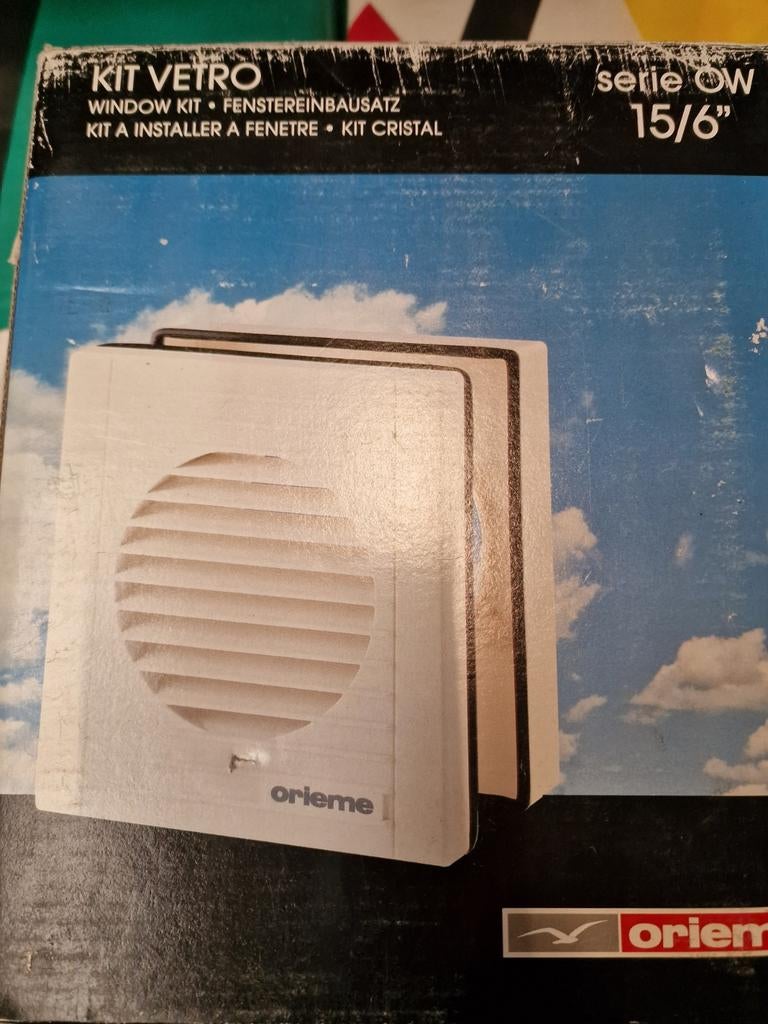 KIT VETRO
WINDOW KIT • FENSTEREINBAUSATZ
KIT A INSTALLER A FENETRE • KIT CRISTAL
serie OW
15/6"
orieme
oriem